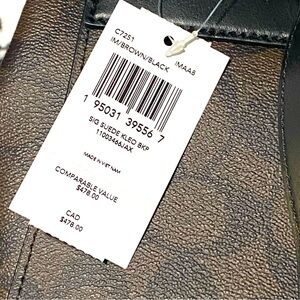 C7251 IMAA8
IM/BROWN/BLACK
1 95031 39556 7
SIG SUEDE KLEO BKP
MADE IN VIETNAM
COMPARABLE VALUE
$478.00
CAD
$478.00